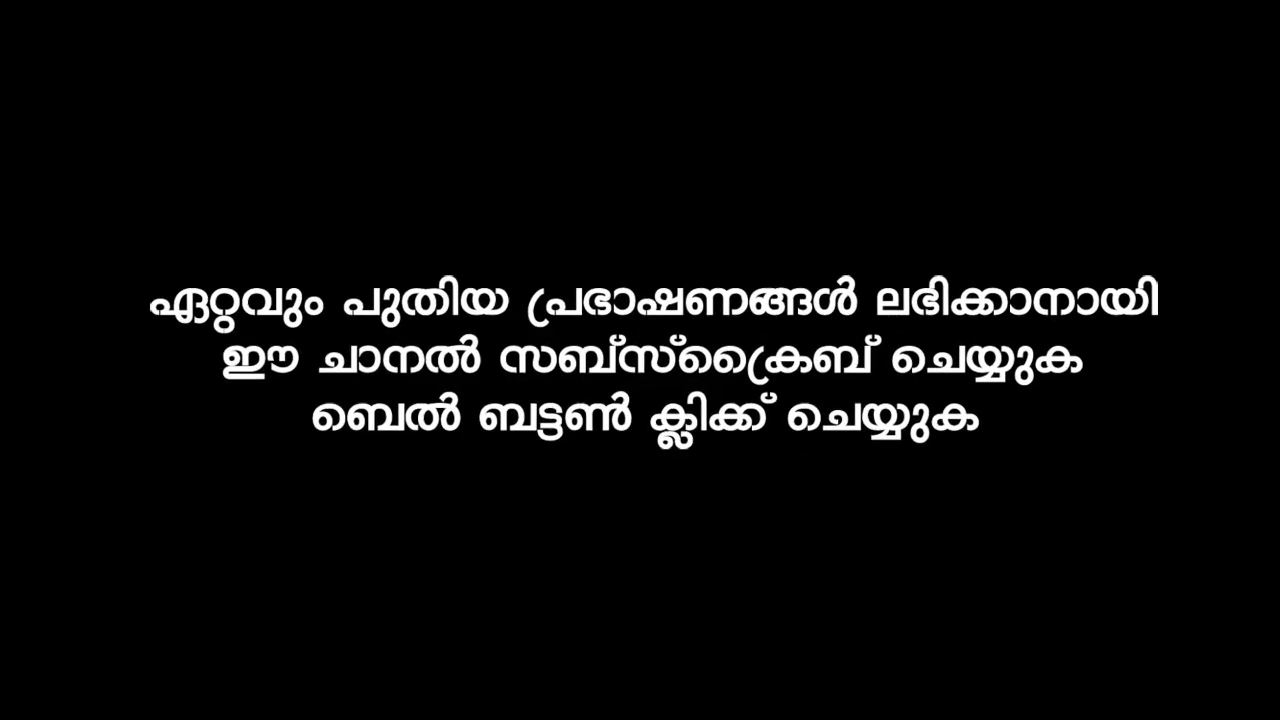 ഏറ്റവും പുതിയ പ്രഭാഷണങ്ങൾ ലഭിക്കാനായി
ഈ ചാനൽ സബ്സ്ക്രൈബ് ചെയ്യുക
ബെൽ ബട്ടൺ ക്ലിക്ക് ചെയ്യുക